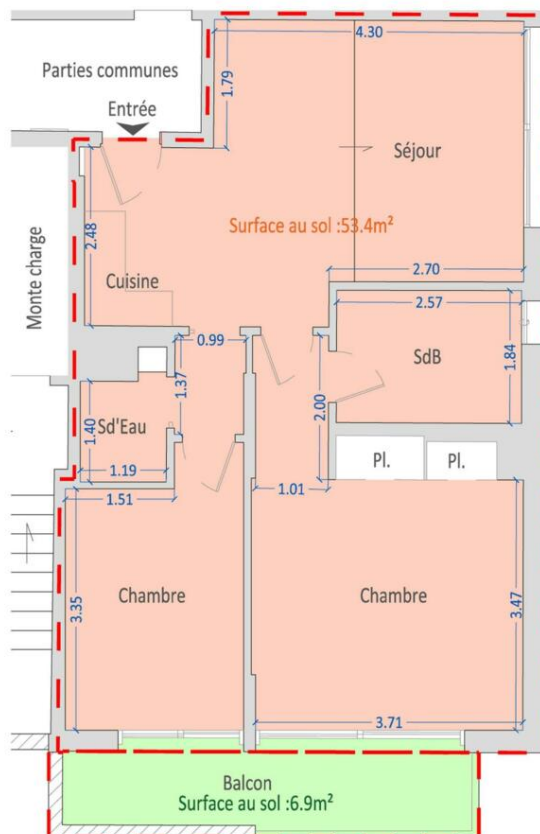 4.30
Parties communes
1.79
Entrée
Séjour
Surface au sol :53.4m²
2.48
2.70
Cuisine
Monte charge
2.57
0.99
SdB
1.84
1.37
2.00
Sd'Eau
1.40
Pl.
Pl.
1.19
1.51
1.01
Chambre
Chambre
3.35
3.47
3.71
Balcon
Surface au sol :6.9m²